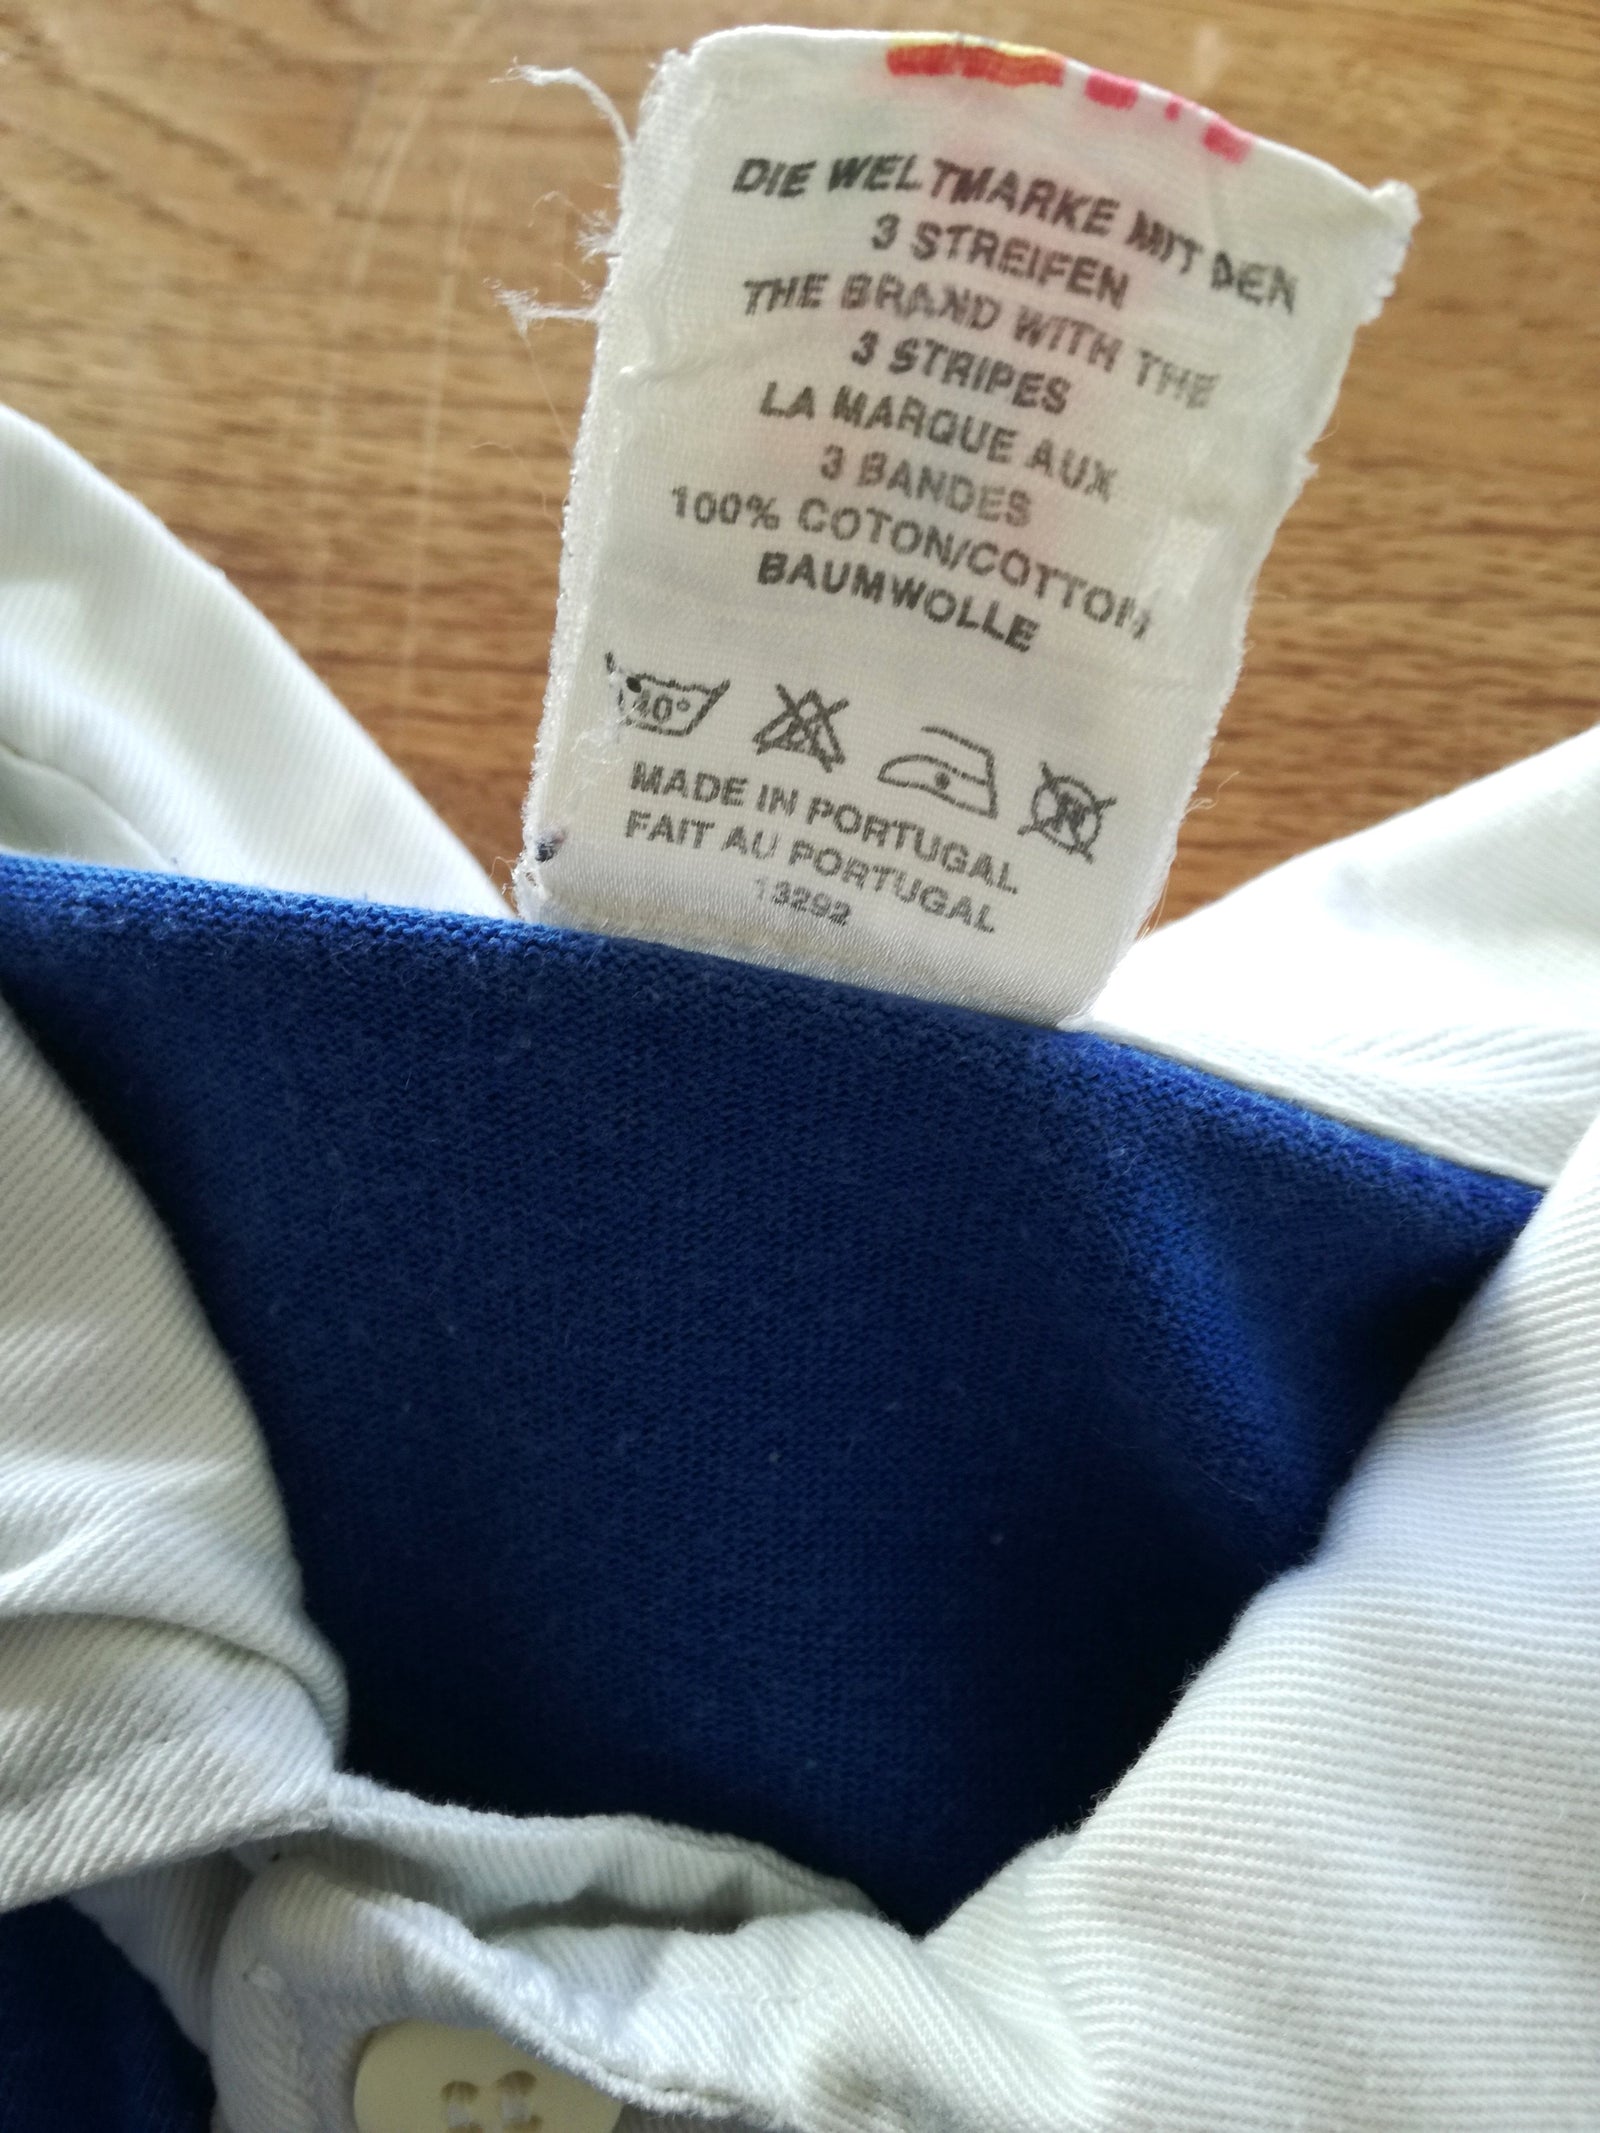 DIE WELTMARKE MIT DEN
3 STREIFEN
THE BRAND WITH THE
3 STRIPES
LA MARQUE AUX
3 BANDES
100% COTON/COTTON
BAUMWOLLE
40°
MADE IN PORTUGAL
FAIT AU PORTUGAL
13292